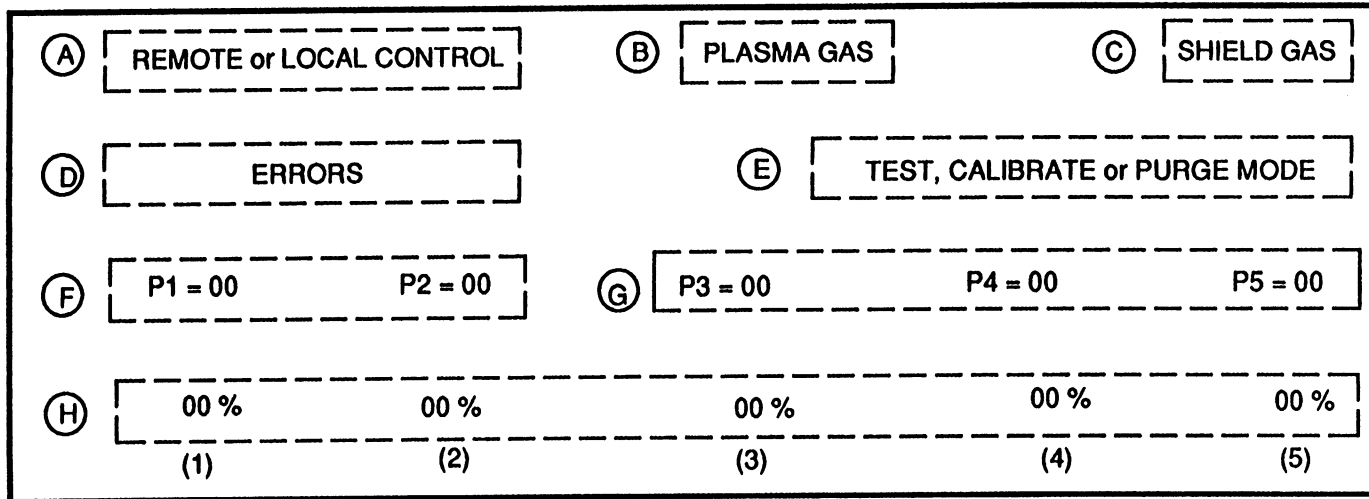 A REMOTE or LOCAL CONTROL B PLASMA GAS C SHIELD GAS
D ERRORS E TEST, CALIBRATE or PURGE MODE
F P1 = 00 P2 = 00 G P3 = 00 P4 = 00 P5 = 00
H 00 % 00 % 00 % 00 % 00 %
(1) (2) (3) (4) (5)